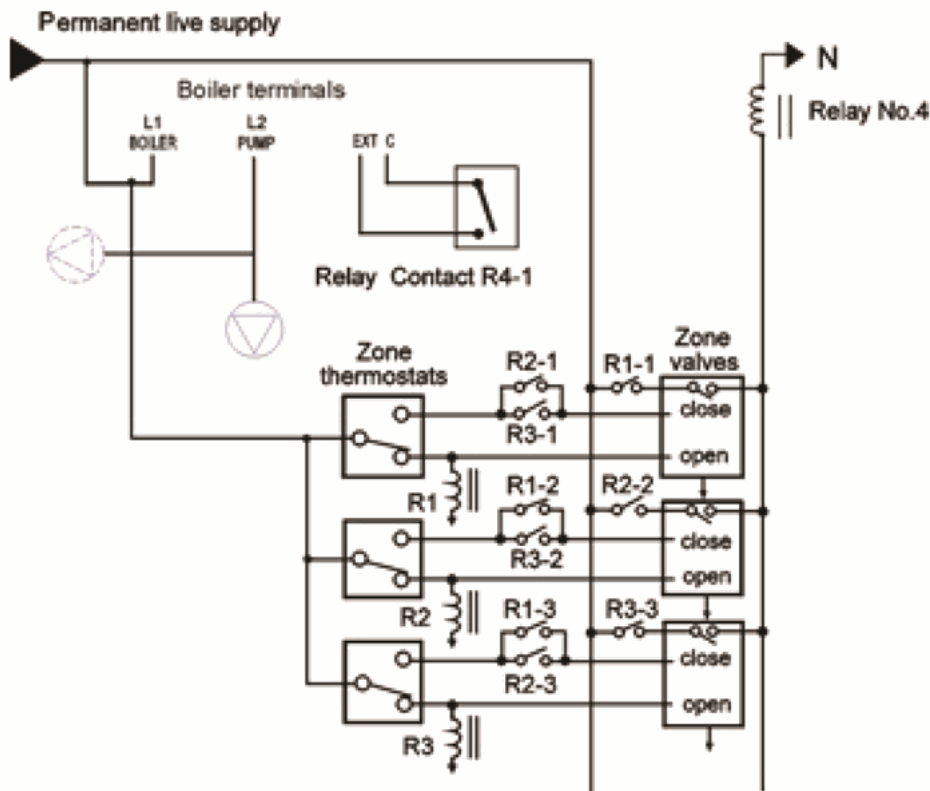 Permanent live supply
N
Boiler terminals
Relay No.4
L1
BOILER
L2
PUMP
EXT C
Relay Contact R4-1
Zone
thermostats
Zone
valves
R2-1
R1-1
R3-1
close
open
R1
R1-2
R2-2
R3-2
close
open
R2
R1-3
R3-3
R2-3
close
open
R3